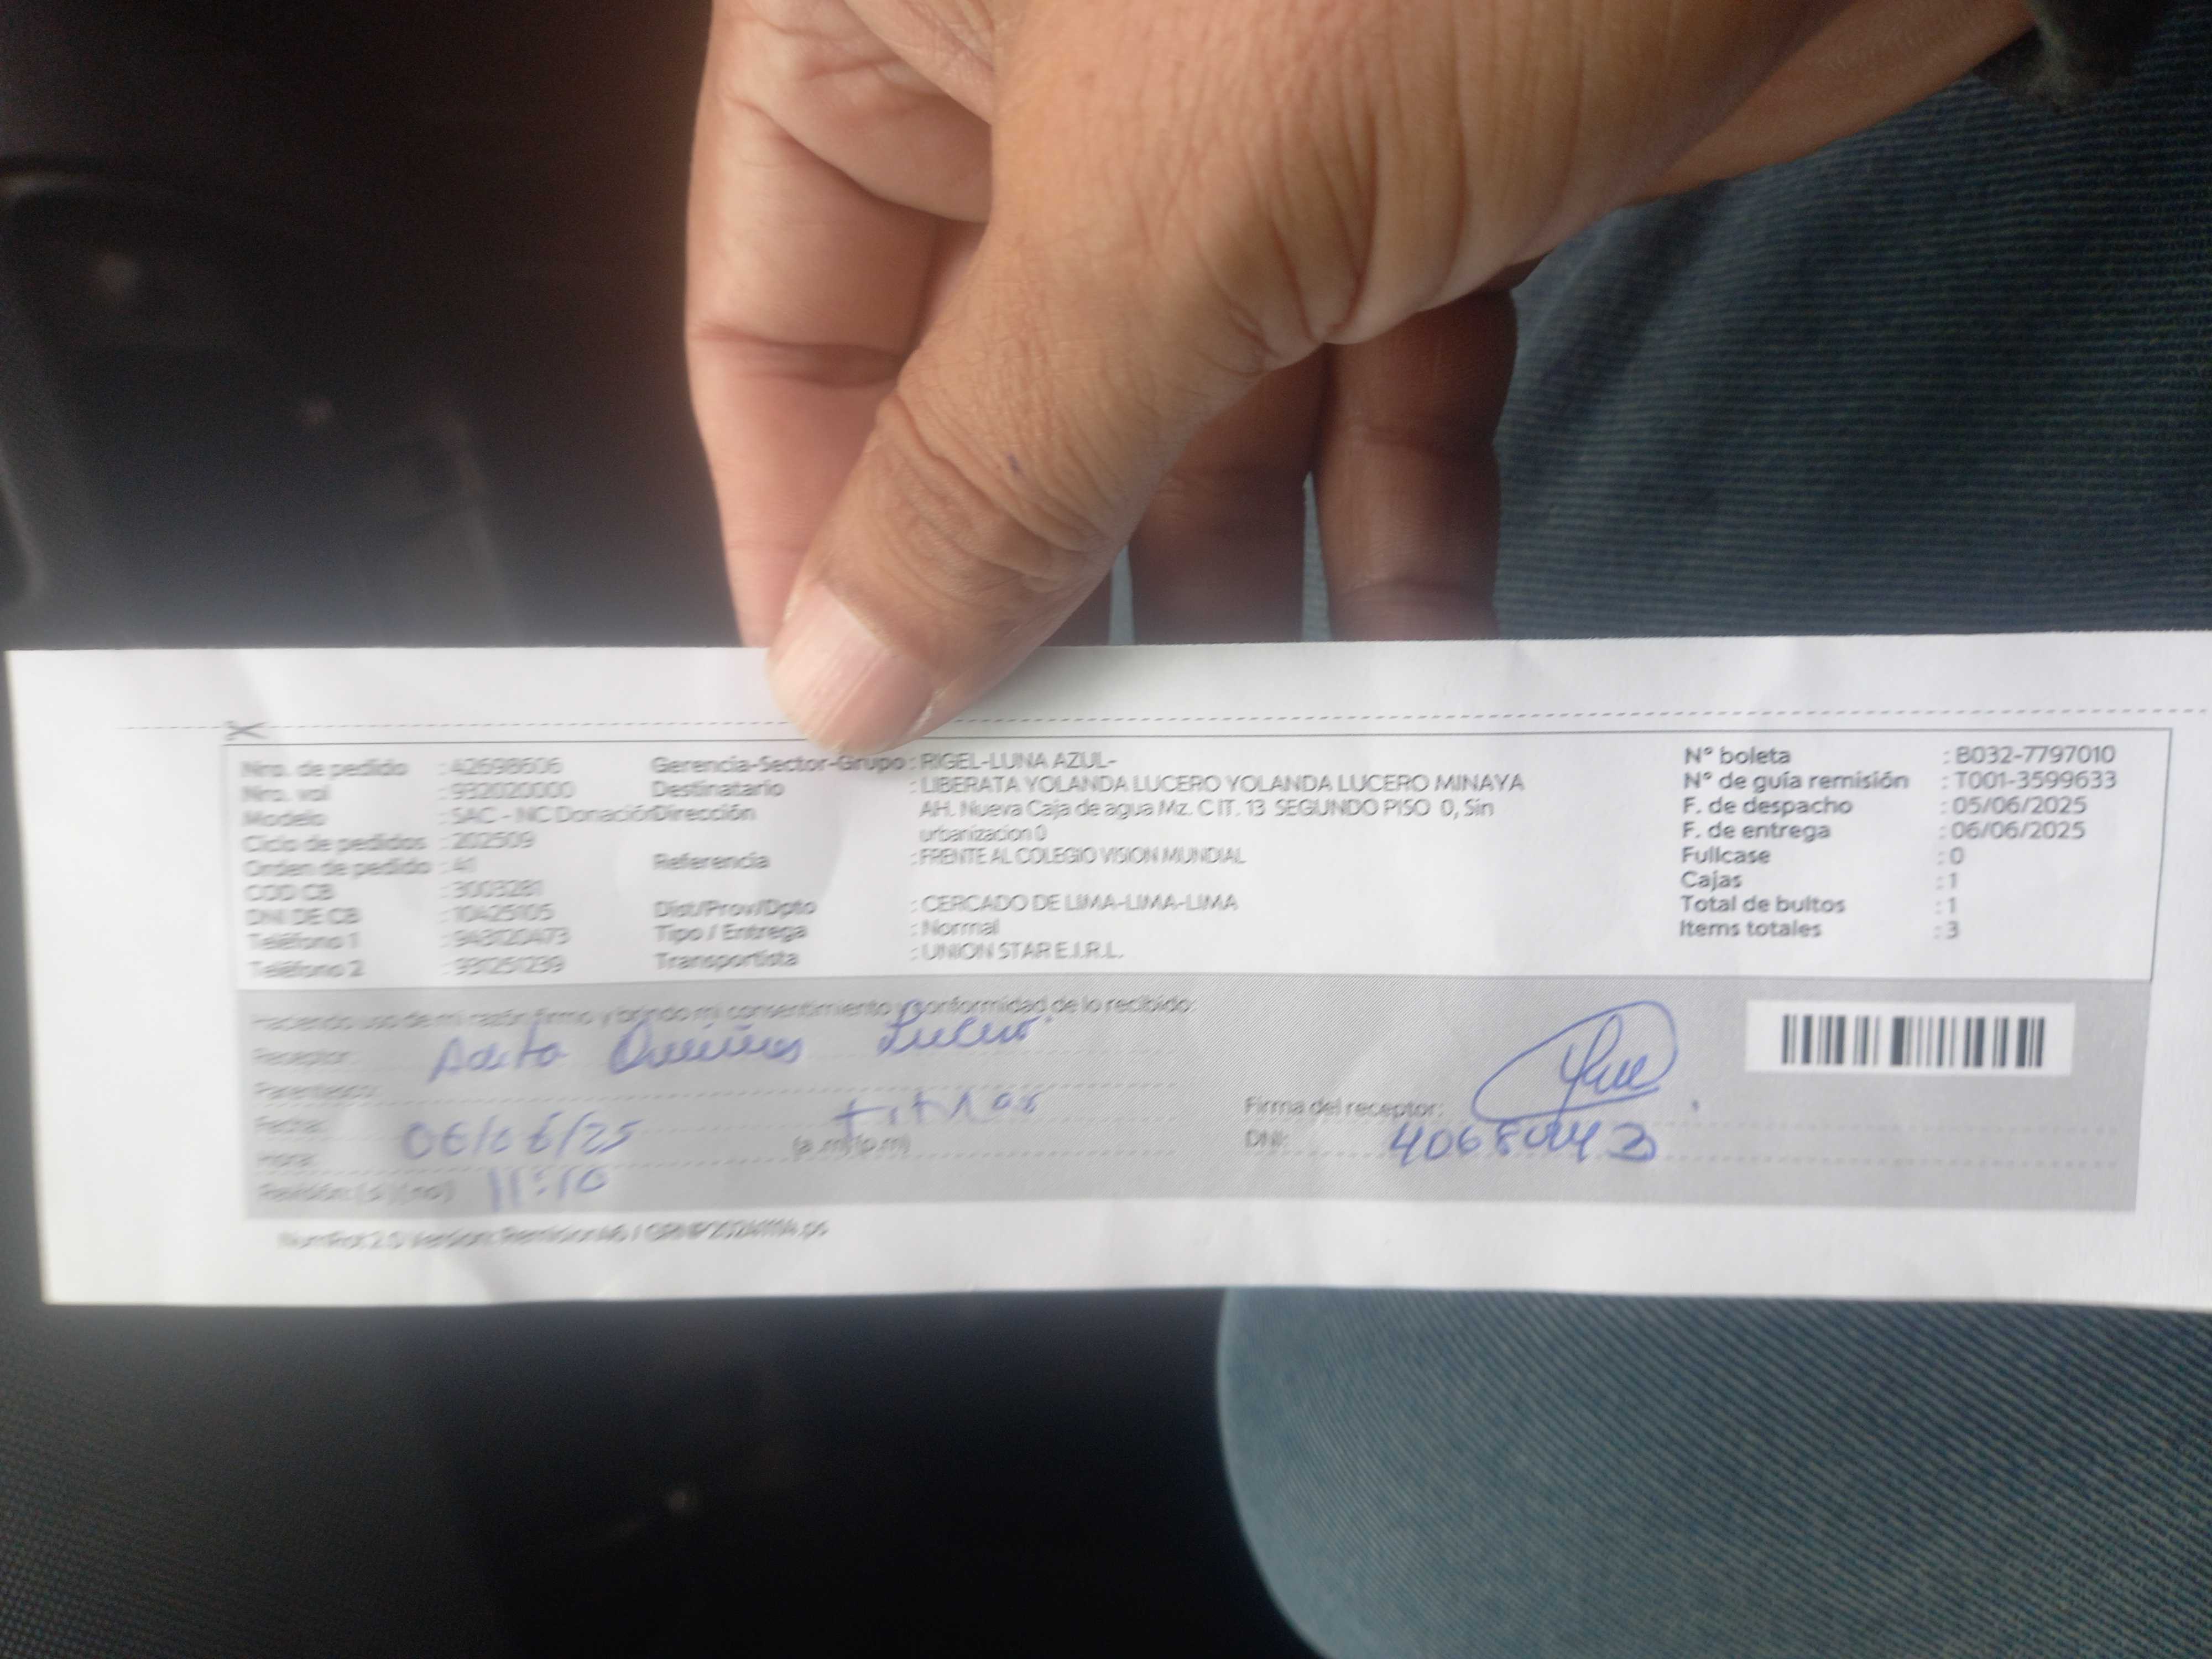 Nro. de pedido : 42698606
Nro. val : 932020000
Modelo : SAC - NC Donación
Ciclo de pedidos : 202509
Orden de pedido : 41
COD CB : 3003281
DNI DE CB : 10425105
Teléfono 1 : 943120473
Teléfono 2 : 931251239
Gerencia-Sector-Grupo : RIGEL-LUNA AZUL-
Destinatario : LIBERATA YOLANDA LUCERO YOLANDA LUCERO MINAYA
Dirección AH. Nueva Caja de agua Mz. C lT. 13 SEGUNDO PISO 0, Sin
urbanizacion 0
Referencia : FRENTE AL COLEGIO VISION MUNDIAL
Dist/Prov/Dpto : CERCADO DE LIMA-LIMA-LIMA
Tipo / Entrega : Normal
Transportista : UNION STAR E.I.R.L.
N° boleta : B032-7797010
N° de guía remisión : T001-3599633
F. de despacho : 05/06/2025
F. de entrega : 06/06/2025
Fullcase : 0
Cajas : 1
Total de bultos : 1
Items totales : 3
Haciendo uso de mi razón firmo y brindo mi consentimiento y conformidad de lo recibido:
Receptor: Lucero
Parentesco:
Fecha: 06/06/25 titular
Hora: (a.m/p.m)
Revisión: (si) (no) 11:10
Firma del receptor:
DNI: